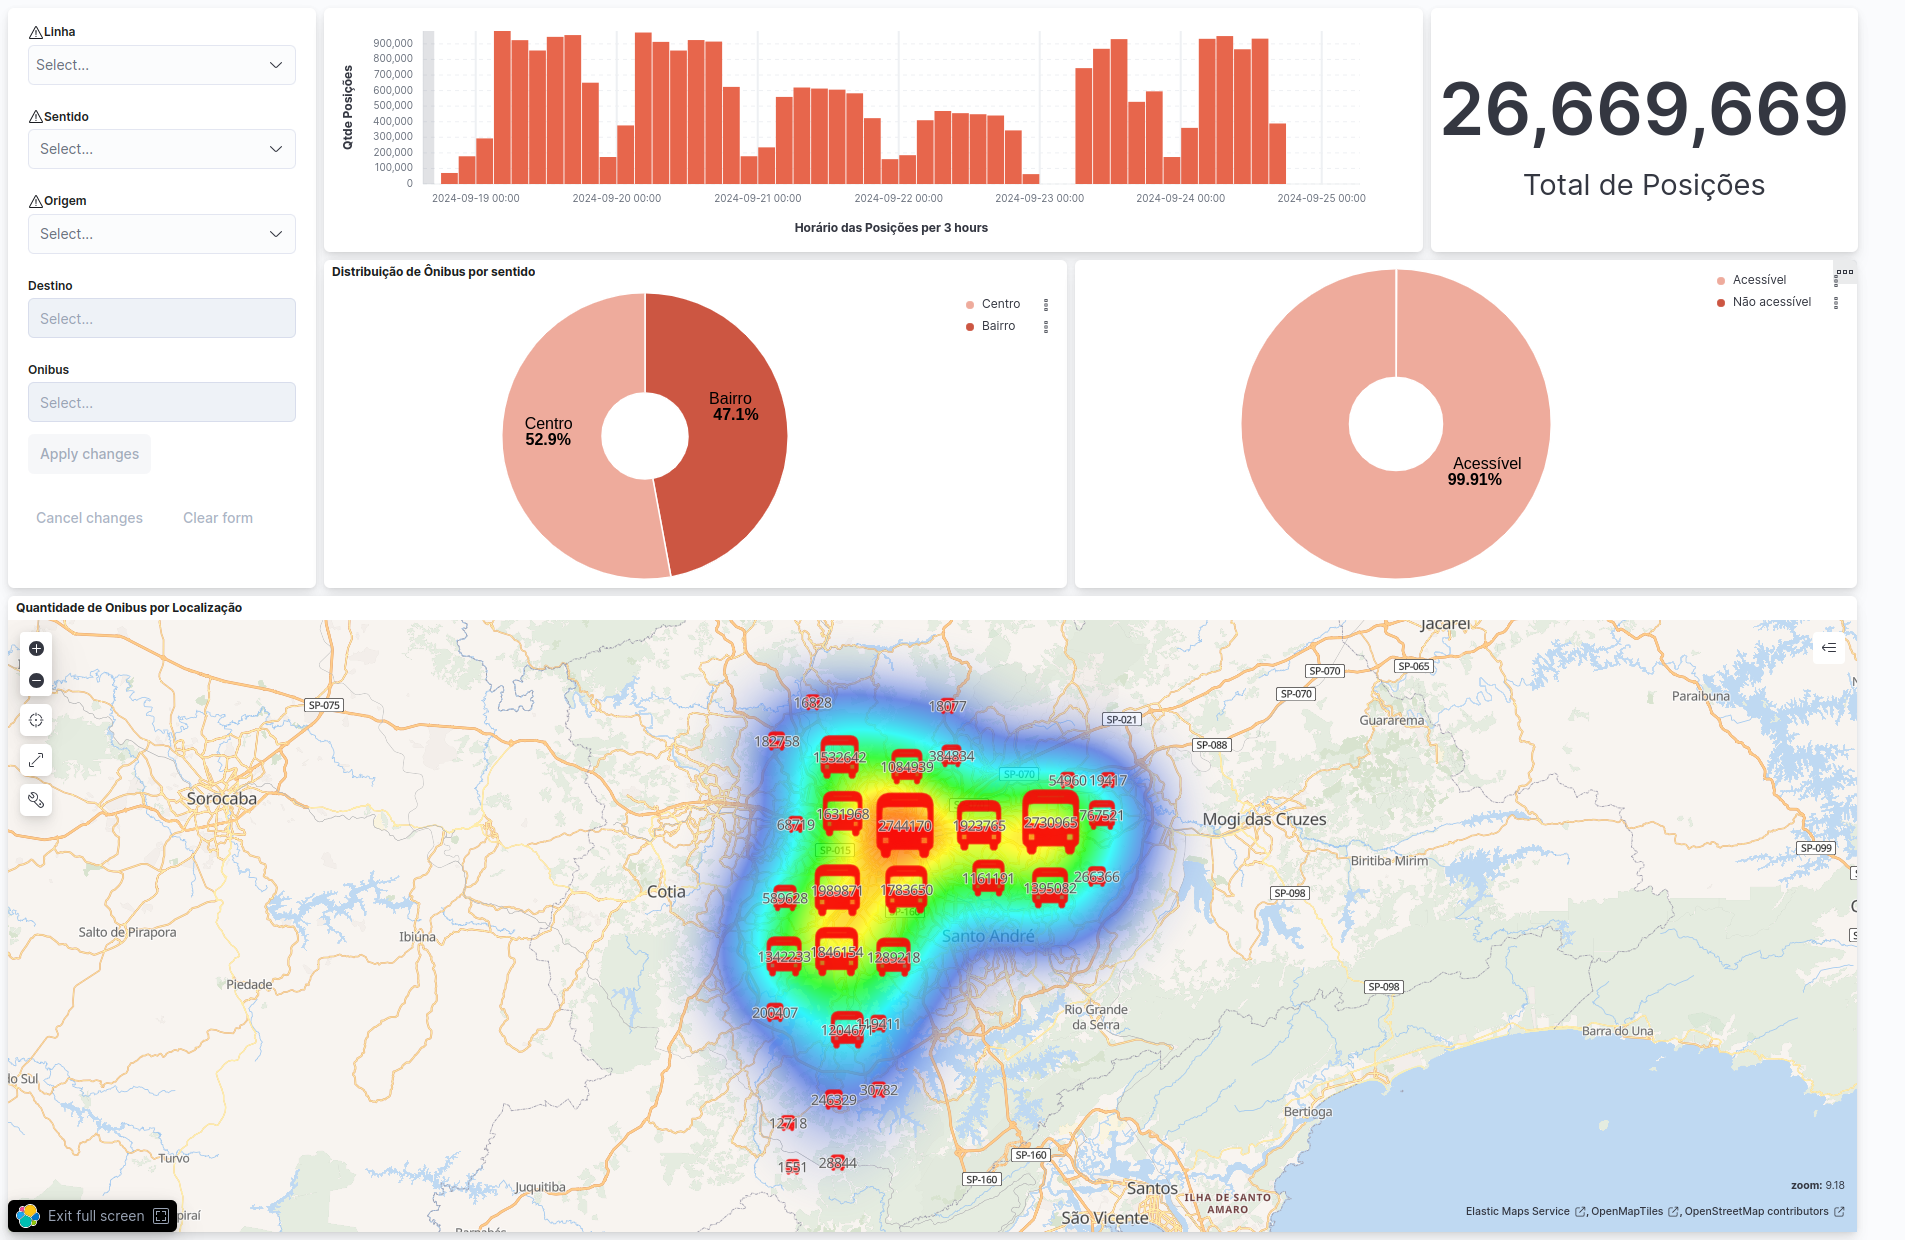 Linha
Select...
Sentido
Select...
Origem
Select...
Destino
Select...
Onibus
Select...
Apply changes
Cancel changes
Clear form
Qtde Posições
900,000
800,000
700,000
600,000
500,000
400,000
300,000
200,000
100,000
0
2024-09-19 00:00
2024-09-20 00:00
2024-09-21 00:00
2024-09-22 00:00
2024-09-23 00:00
2024-09-24 00:00
2024-09-25 00:00
Horário das Posições per 3 hours
26,669,669
Total de Posições
Distribuição de Ônibus por sentido
Centro
Bairro
Bairro
47.1%
Centro
52.9%
Acessível
Não acessível
Acessível
99.91%
Quantidade de Onibus por Localização
Jacareí
SP-070
SP-065
SP-070
Paraibuna
SP-075
16828
18077
SP-021
Guararema
182758
SP-088
1532642
1084939
384834
SP-070
54960
19417
Sorocaba
68719
1631968
2744170
1923765
2730965
767521
Mogi das Cruzes
SP-015
SP-099
Biritiba Mirim
Cotia
589628
1989871
1783650
1161191
1395082
266366
SP-098
Salto de Pirapora
Ibiúna
Santo André
1342233
1846154
1289218
Piedade
SP-098
200407
Rio Grande
da Serra
119411
Barra do Una
do Sul
246329
30782
Bertioga
12718
Turvo
1551
28844
SP-160
SP-160
Juquitiba
Santos
ILHA DE SANTO
AMARO
São Vicente
zoom: 9.18
Exit full screen
Elastic Maps Service , OpenMapTiles , OpenStreetMap contributors